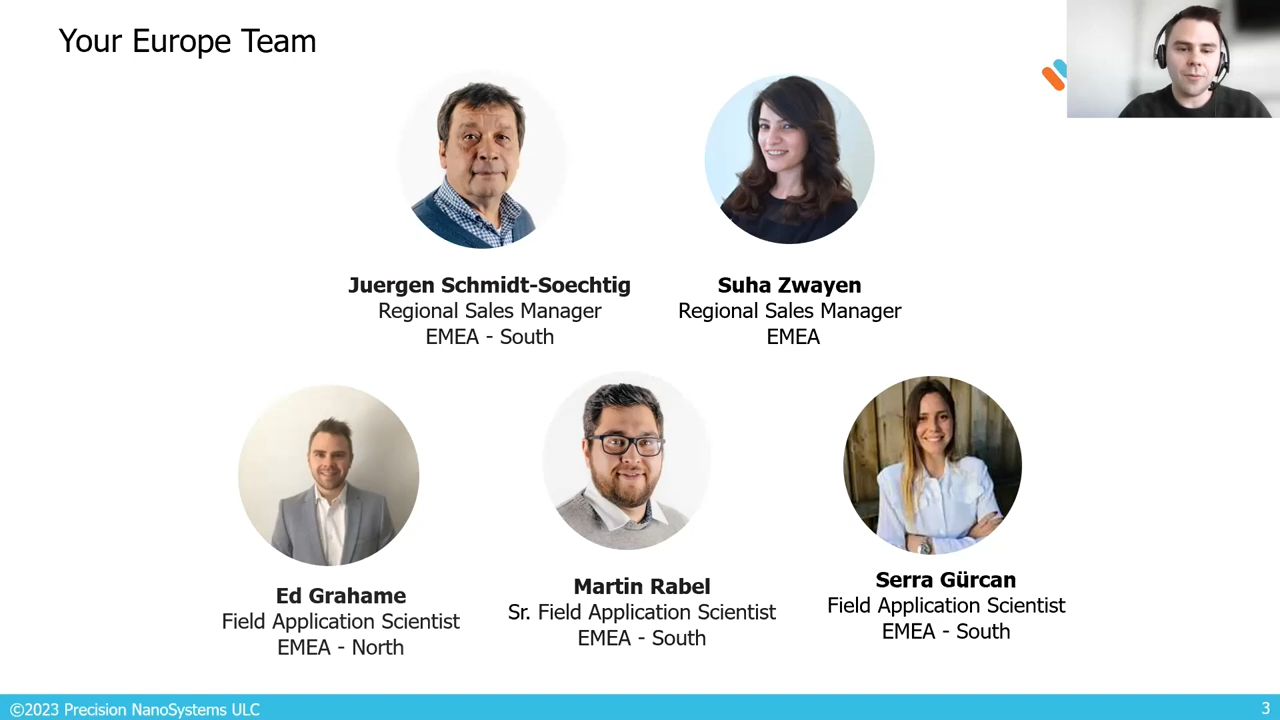 Your Europe Team
Juergen Schmidt-Soechtig
Regional Sales Manager
EMEA - South
Suha Zwayen
Regional Sales Manager
EMEA
Ed Grahame
Field Application Scientist
EMEA - North
Martin Rabel
Sr. Field Application Scientist
EMEA - South
Serra Gürcan
Field Application Scientist
EMEA - South
©2023 Precision NanoSystems ULC
3